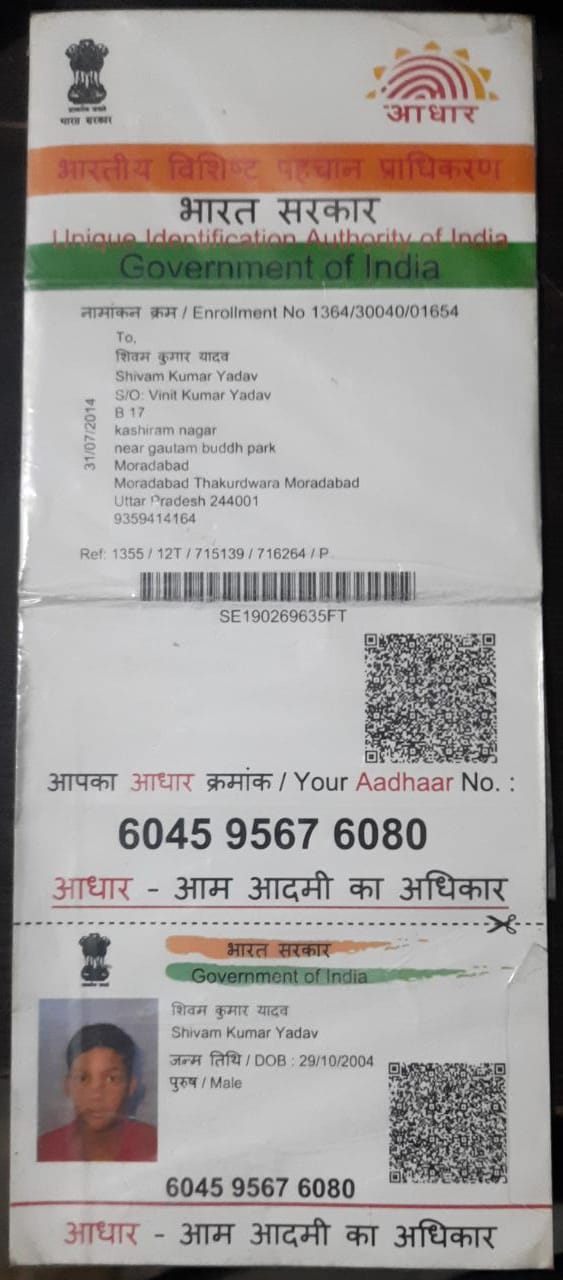 भारत सरकार
आधार
भारतीय विशिष्ट पहचान प्राधिकरण
भारत सरकार
Unique Identification Authority of India
Government of India
नामांकन क्रम / Enrollment No 1364/30040/01654
To,
शिवम कुमार यादव
Shivam Kumar Yadav
S/O: Vinit Kumar Yadav
B 17
kashiram nagar
near gautam buddh park
Moradabad
Moradabad Thakurdwara Moradabad
Uttar Pradesh 244001
9359414164
31/07/2014
Ref: 1355 / 12T / 715139 / 716264 / P
SE190269635FT
आपका आधार क्रमांक / Your Aadhaar No. :
6045 9567 6080
आधार - आम आदमी का अधिकार
भारत सरकार
Government of India
शिवम कुमार यादव
Shivam Kumar Yadav
जन्म तिथि / DOB : 29/10/2004
पुरुष / Male
6045 9567 6080
आधार - आम आदमी का अधिकार